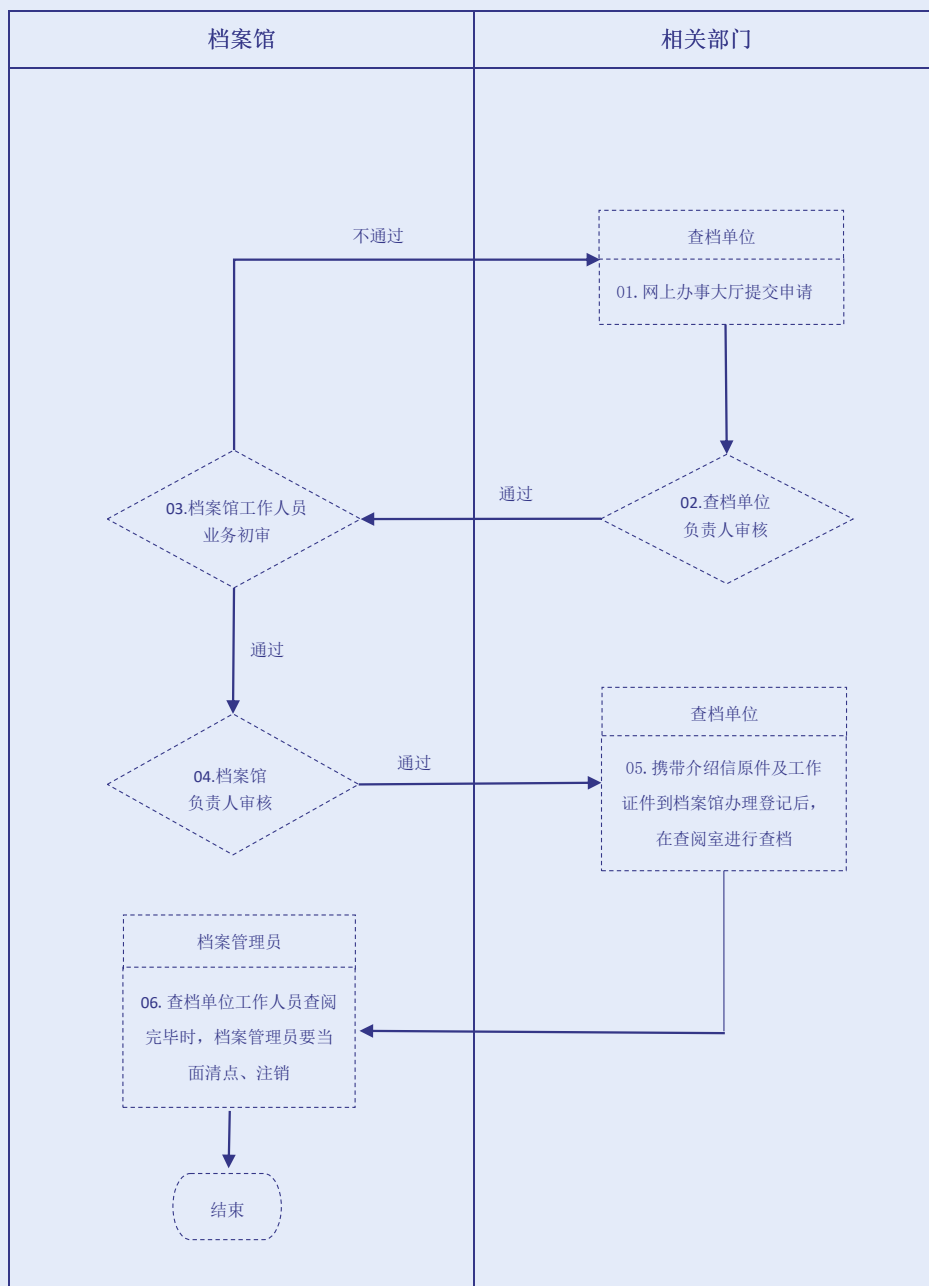 档案馆
相关部门
不通过
查档单位
01.网上办事大厅提交申请
通过
03.档案馆工作人员
业务初审
02.查档单位
负责人审核
通过
通过
04.档案馆
负责人审核
查档单位
05.携带介绍信原件及工作
证件到档案馆办理登记后，
在查阅室进行查档
档案管理员
06. 查档单位工作人员查阅
完毕时，档案管理员要当
面清点、注销
结束